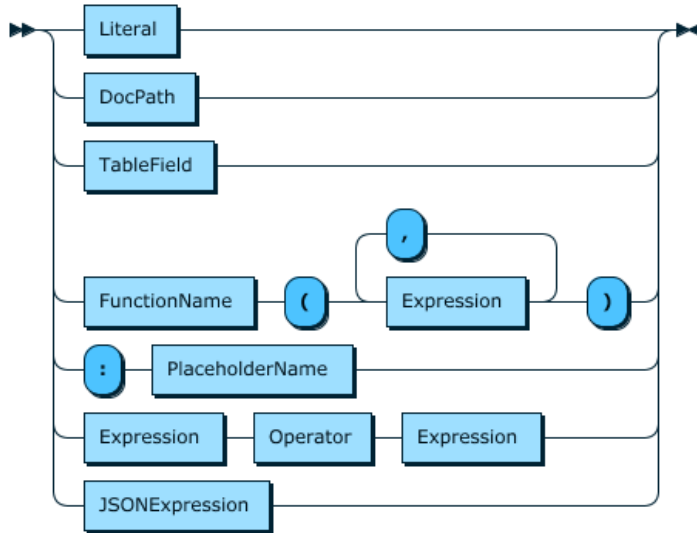 Literal
DocPath
TableField
,
FunctionName ( Expression )
: PlaceholderName
Expression Operator Expression
JSONExpression